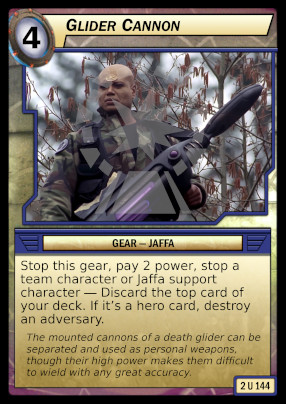 4
GLIDER CANNON
GEAR – JAFFA
Stop this gear, pay 2 power, stop a
team character or Jaffa support
character — Discard the top card of
your deck. If it's a hero card, destroy
an adversary.
The mounted cannons of a death glider can be
separated and used as personal weapons,
though their high power makes them difficult
to wield with any great accuracy.
2 U 144